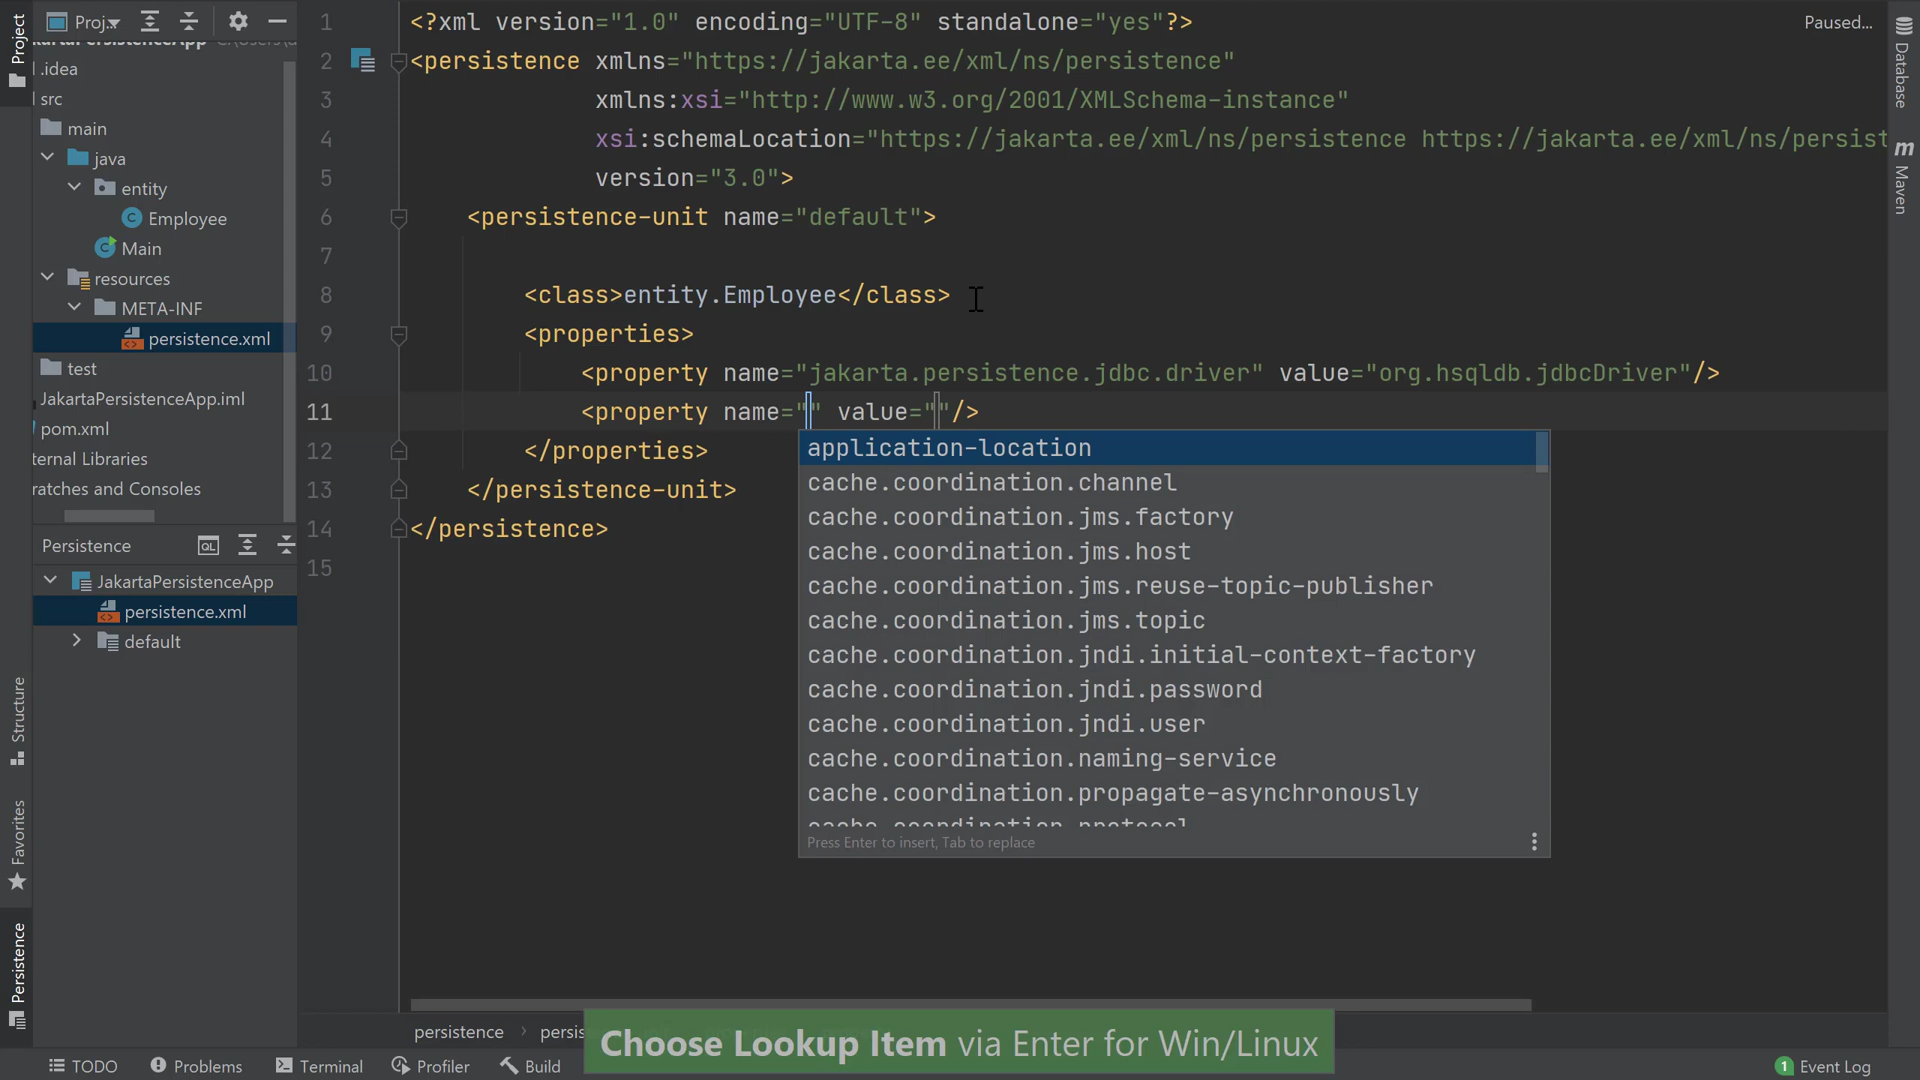 Project
Proj...
.idea
src
main
java
entity
Employee
Main
resources
META-INF
persistence.xml
test
JakartaPersistenceApp.iml
pom.xml
ternal Libraries
ratches and Consoles
Persistence
QL
JakartaPersistenceApp
persistence.xml
default
Structure
Favorites
Persistence
1 <?xml version="1.0" encoding="UTF-8" standalone="yes"?>
2 <persistence xmlns="https://jakarta.ee/xml/ns/persistence"
3 xmlns:xsi="http://www.w3.org/2001/XMLSchema-instance"
4 xsi:schemaLocation="https://jakarta.ee/xml/ns/persistence https://jakarta.ee/xml/ns/persist
5 version="3.0">
6 <persistence-unit name="default">
7
8 <class>entity.Employee</class>
9 <properties>
10 <property name="jakarta.persistence.jdbc.driver" value="org.hsqldb.jdbcDriver"/>
11 <property name="" value=""/>
12 </properties>
13 </persistence-unit>
14 </persistence>
15
application-location
cache.coordination.channel
cache.coordination.jms.factory
cache.coordination.jms.host
cache.coordination.jms.reuse-topic-publisher
cache.coordination.jms.topic
cache.coordination.jndi.initial-context-factory
cache.coordination.jndi.password
cache.coordination.jndi.user
cache.coordination.naming-service
cache.coordination.propagate-asynchronously
cache.coordination.protocol
Press Enter to insert, Tab to replace
Paused...
Database
m Maven
persistence
persis
Choose Lookup Item via Enter for Win/Linux
TODO
Problems
Terminal
Profiler
Build
1 Event Log